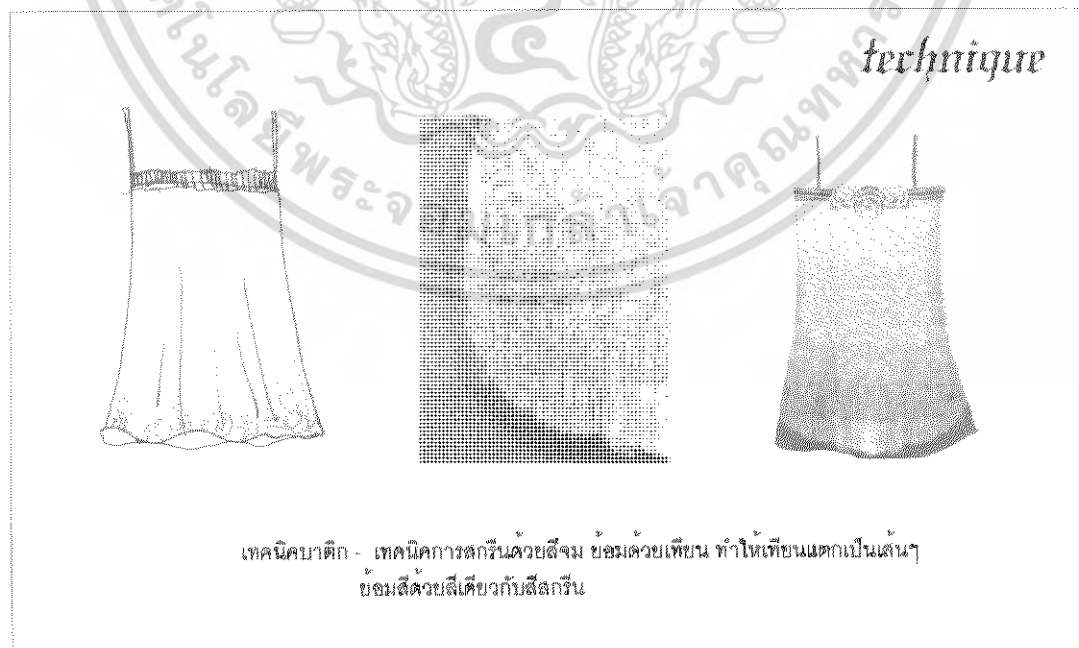 technique
เทคนิคบาติก - เทคนิคการสกรีนด้วยสีจม ย้อมด้วยเทียน ทำให้เทียนแตกเป็นเส้นๆ
ย้อมสีด้วยสีเดียวกับสีสกรีน